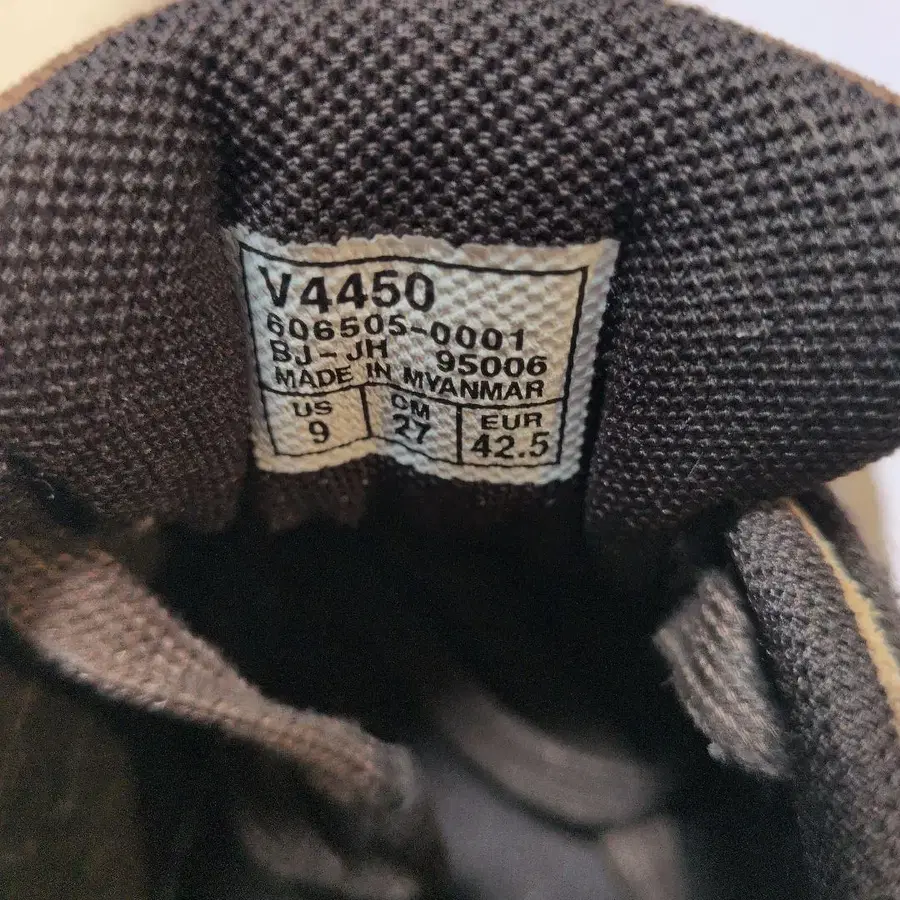 V4450
606505-0001
BJ-JH 95006
MADE IN MYANMAR
US CM EUR
9 27 42.5